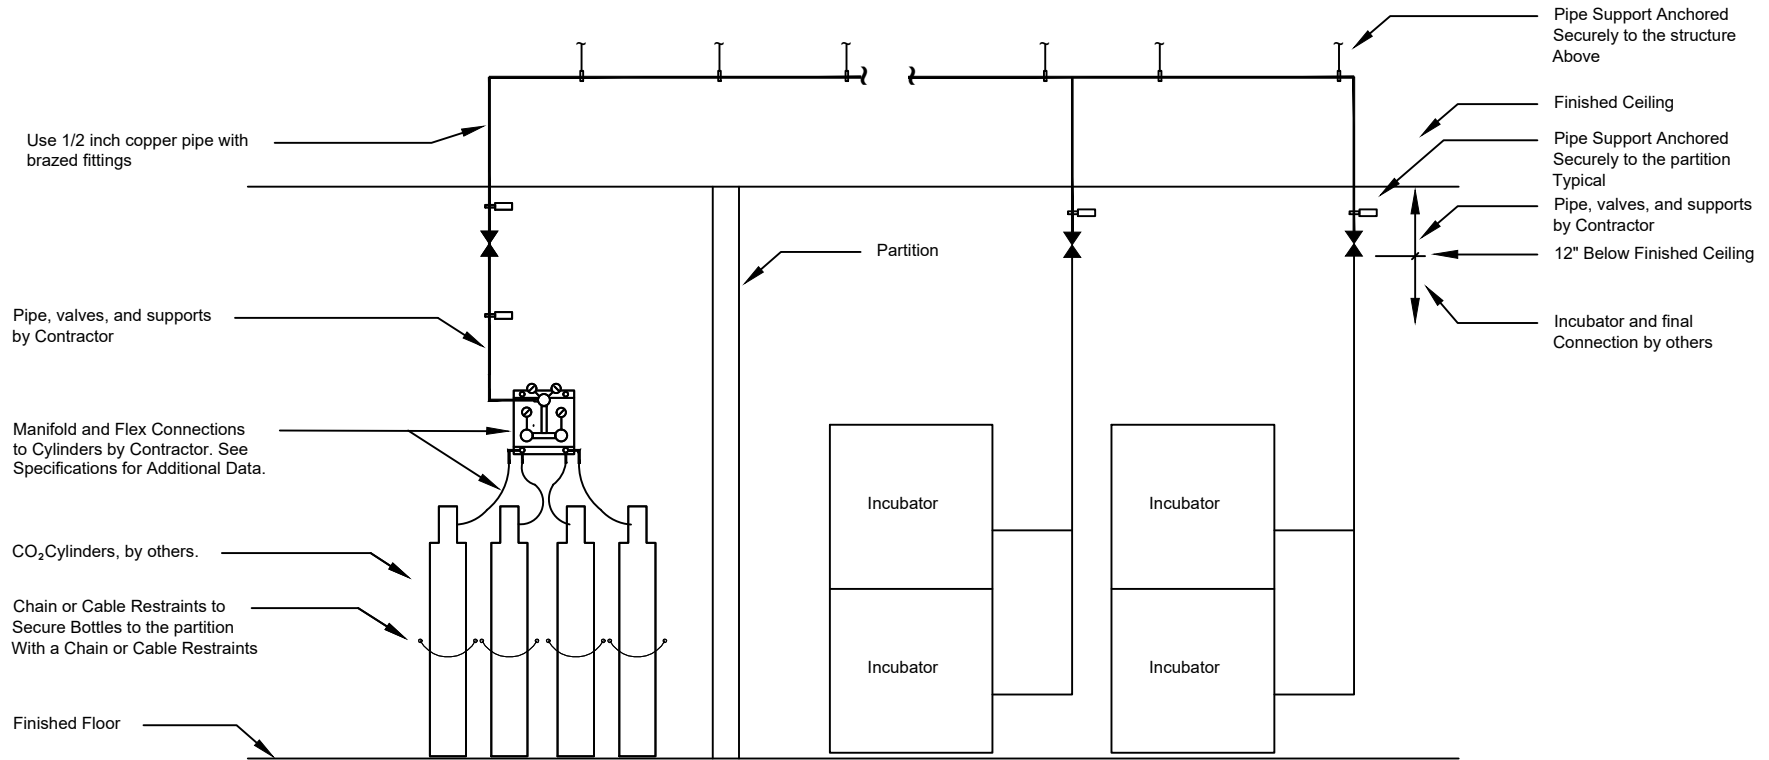 Use 1/2 inch copper pipe with
brazed fittings
Pipe, valves, and supports
by Contractor
Manifold and Flex Connections
to Cylinders by Contractor. See
Specifications for Additional Data.
CO₂Cylinders, by others.
Chain or Cable Restraints to
Secure Bottles to the partition
With a Chain or Cable Restraints
Finished Floor
Partition
Incubator
Incubator
Incubator
Incubator
Pipe Support Anchored
Securely to the structure
Above
Finished Ceiling
Pipe Support Anchored
Securely to the partition
Typical
Pipe, valves, and supports
by Contractor
12" Below Finished Ceiling
Incubator and final
Connection by others